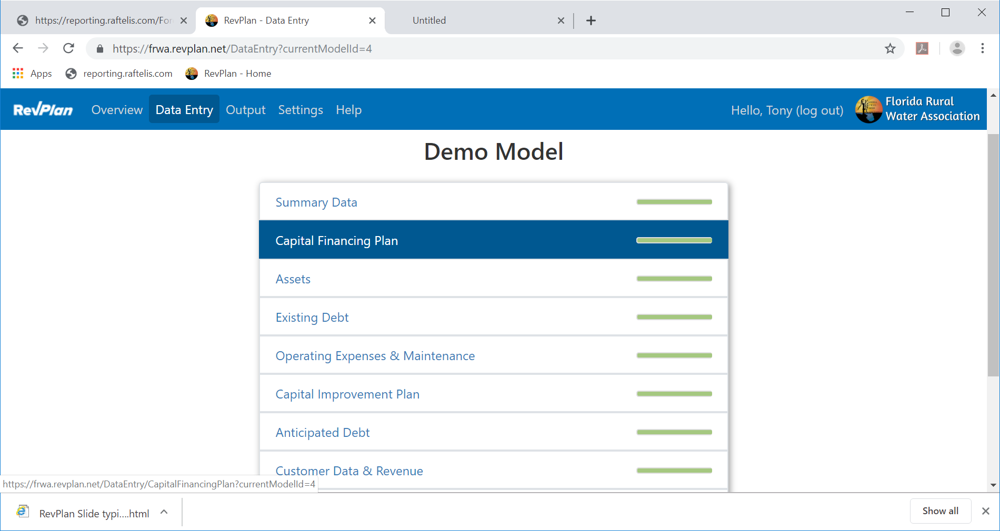 https://reporting.raftelis.com/For
RevPlan - Data Entry
Untitled
https://frwa.revplan.net/DataEntry?currentModelId=4
Apps
reporting.raftelis.com
RevPlan - Home
RevPlan
Overview
Data Entry
Output
Settings
Help
Hello, Tony (log out)
Florida Rural
Water Association
Demo Model
Summary Data
Capital Financing Plan
Assets
Existing Debt
Operating Expenses & Maintenance
Capital Improvement Plan
Anticipated Debt
Customer Data & Revenue
https://frwa.revplan.net/DataEntry/CapitalFinancingPlan?currentModelId=4
RevPlan Slide typi....html
Show all